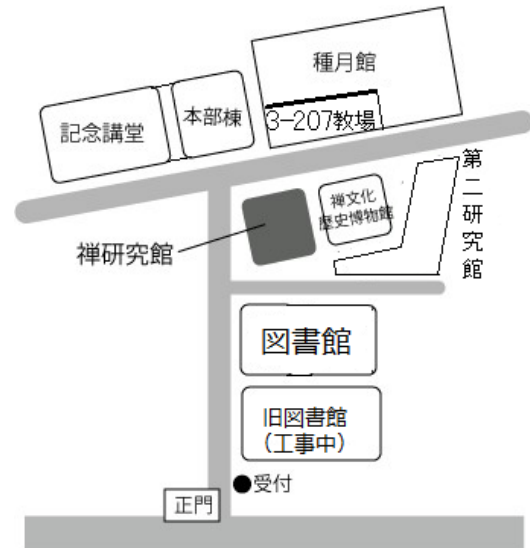 種月館
本部棟
記念講堂
3-207教場
第二研究館
禅文化
歴史博物館
禅研究館
図書館
旧図書館
（工事中）
●受付
正門